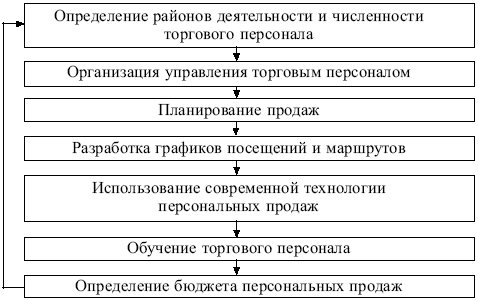 Определение районов деятельности и численности
торгового персонала
Организация управления торговым персоналом
Планирование продаж
Разработка графиков посещений и маршрутов
Использование современной технологии
персональных продаж
Обучение торгового персонала
Определение бюджета персональных продаж